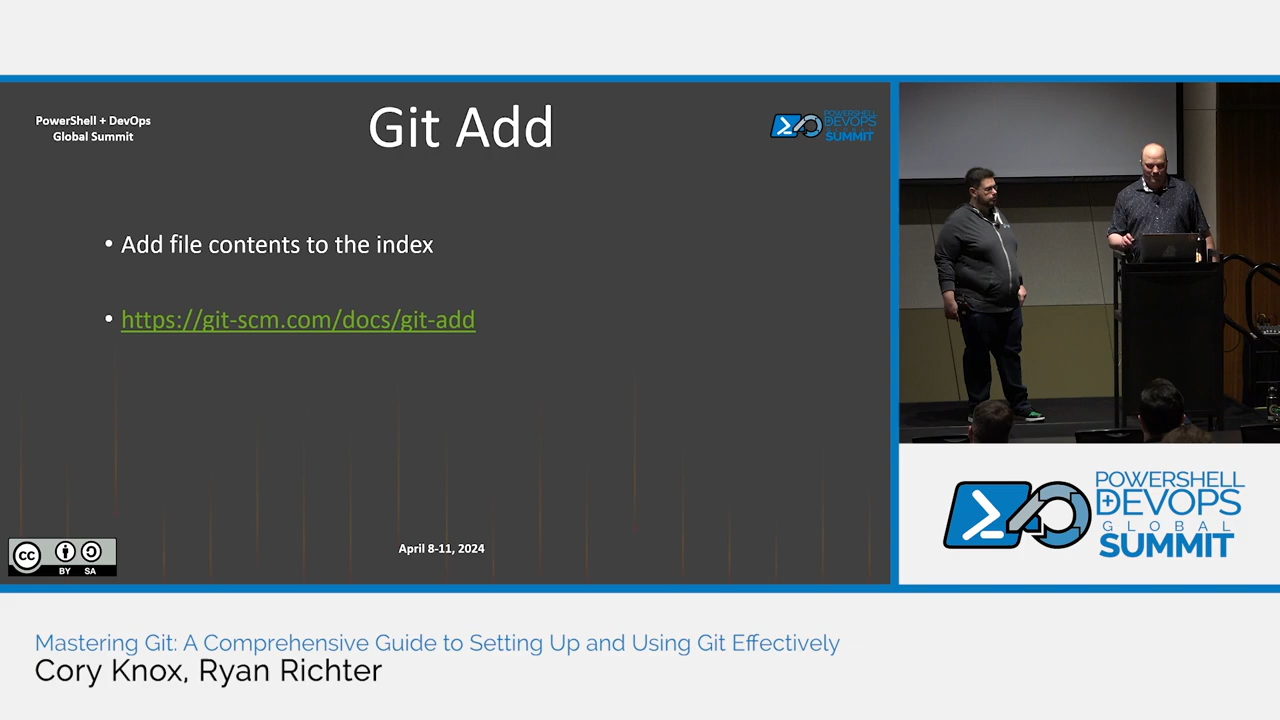 PowerShell + DevOps
Global Summit
Git Add
POWERSHELL
DEVOPS
GLOBAL
SUMMIT
• Add file contents to the index
• https://git-scm.com/docs/git-add
April 8-11, 2024
cc
BY SA
POWERSHELL
DEVOPS
GLOBAL
SUMMIT
Mastering Git: A Comprehensive Guide to Setting Up and Using Git Effectively
Cory Knox, Ryan Richter